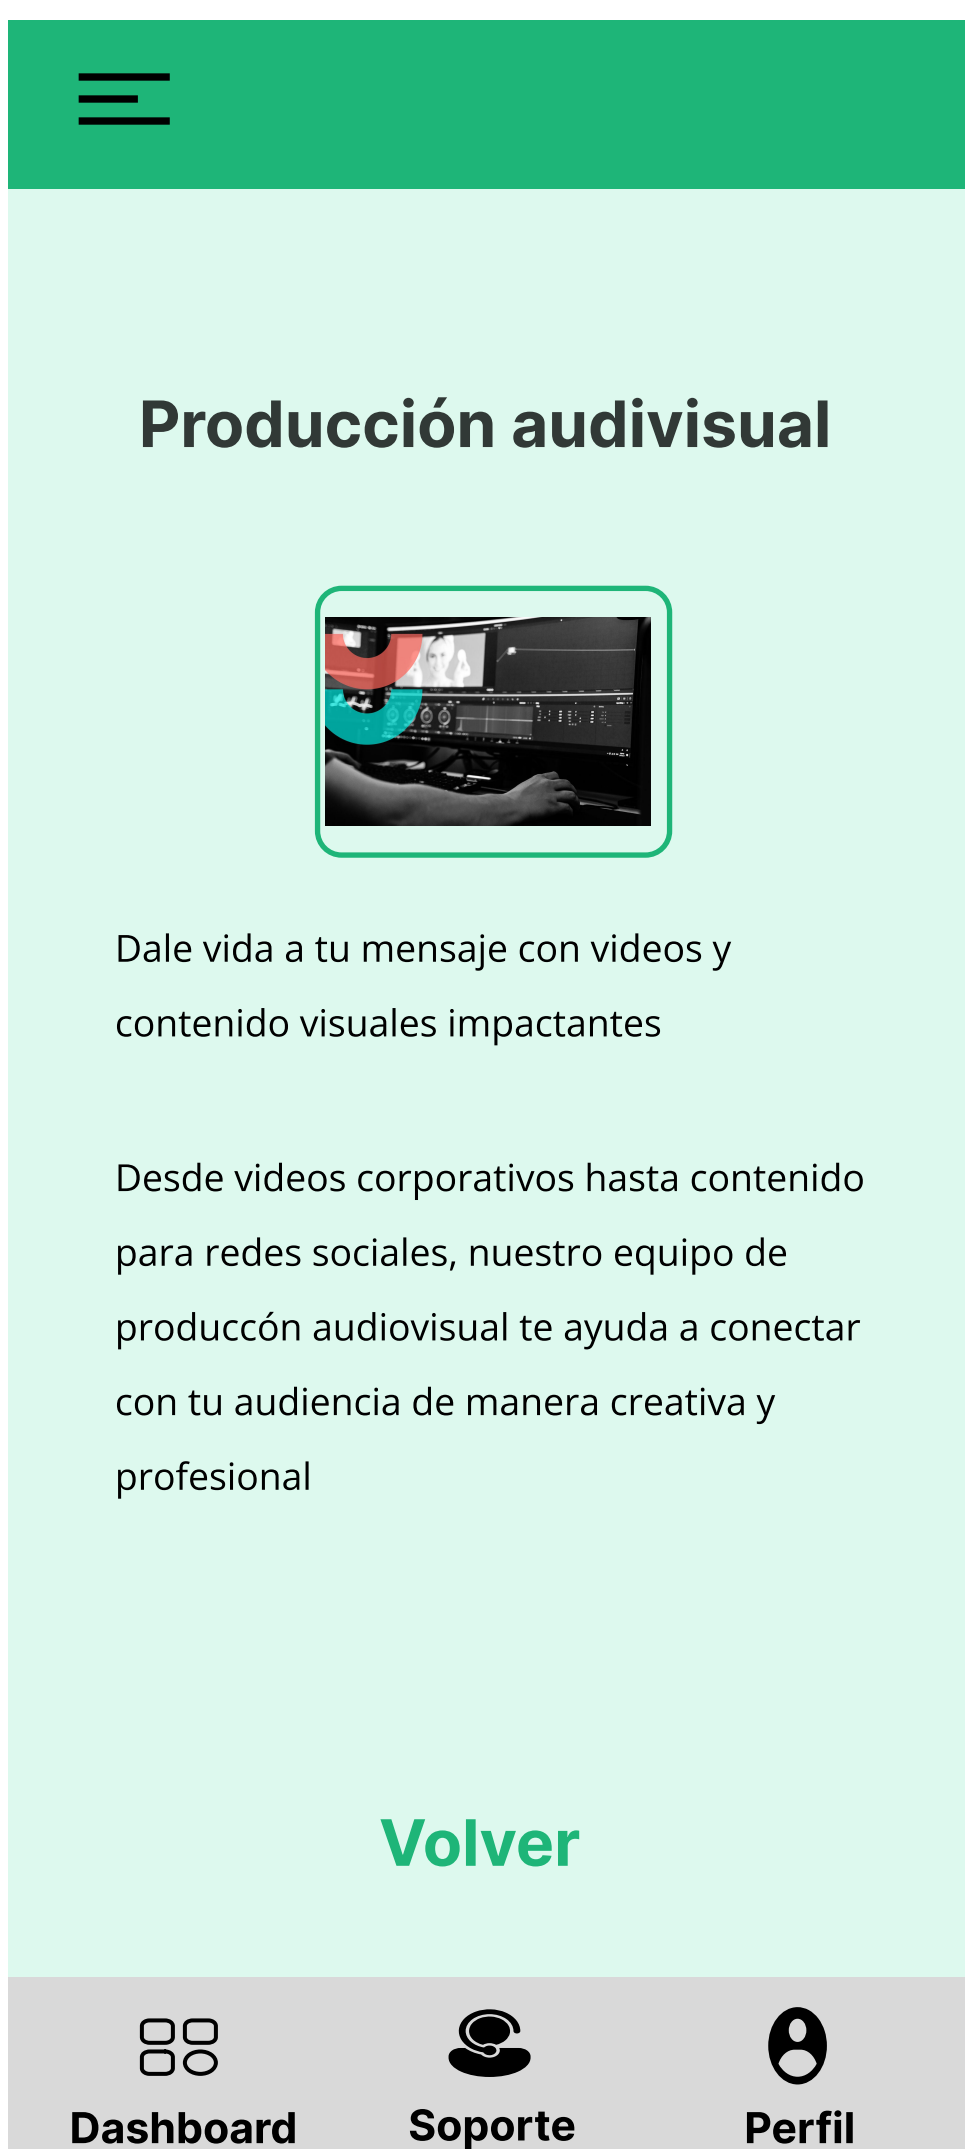 Producción audivisual
Dale vida a tu mensaje con videos y
contenido visuales impactantes
Desde videos corporativos hasta contenido
para redes sociales, nuestro equipo de
produccón audiovisual te ayuda a conectar
con tu audiencia de manera creativa y
profesional
Volver
Dashboard
Soporte
Perfil